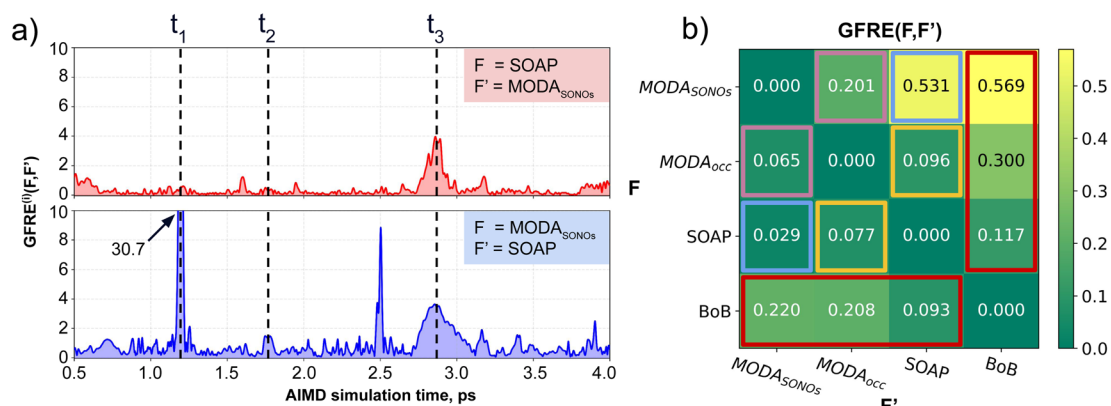 a)
t1
t2
t3
10
8
6
4
2
0
F = SOAP
F' = MODASONOs
GFRE(i)(F,F')
10
8
6
4
2
0
30.7
F = MODASONOs
F' = SOAP
0.5
1.0
1.5
2.0
2.5
3.0
3.5
4.0
AIMD simulation time, ps
b)
GFRE(F,F')
MODASONOs
0.000
0.201
0.531
0.569
MODAocc
0.065
0.000
0.096
0.300
F
SOAP
0.029
0.077
0.000
0.117
BoB
0.220
0.208
0.093
0.000
MODASONOs
MODAocc
SOAP
BoB
F'
0.5
0.4
0.3
0.2
0.1
0.0